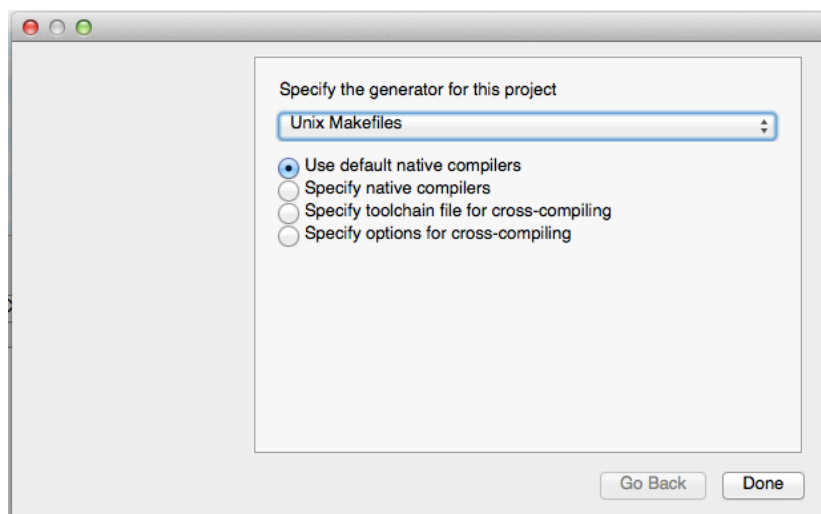 Specify the generator for this project
Unix Makefiles
Use default native compilers
Specify native compilers
Specify toolchain file for cross-compiling
Specify options for cross-compiling
Go Back
Done